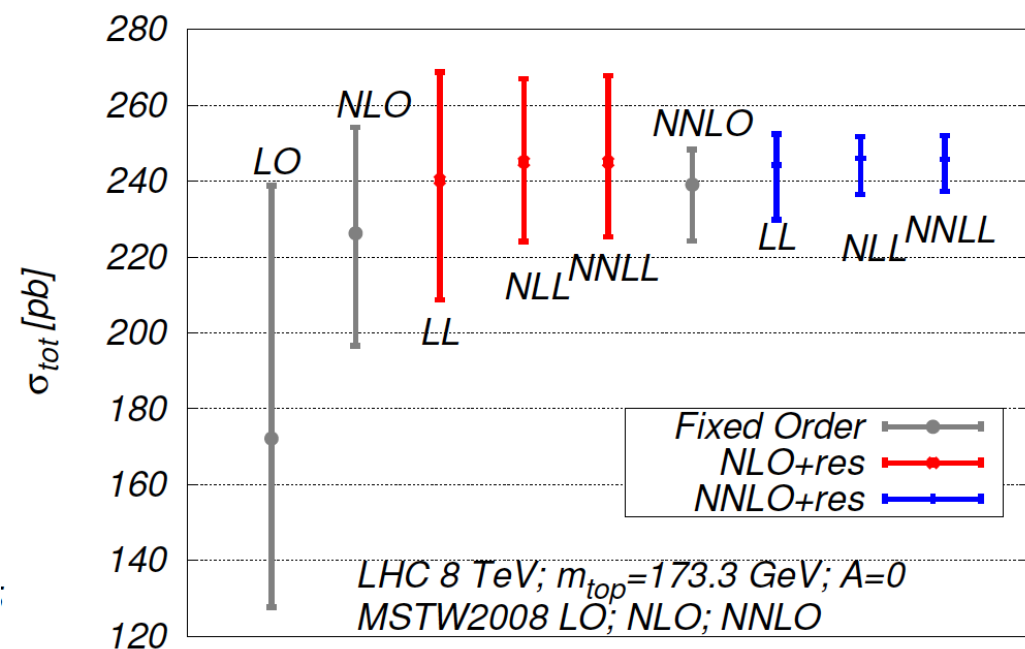 280
260
240
220
200
180
160
140
120
σtot [pb]
LO
NLO
LL
NLL
NNLL
NNLO
LL
NLL
NNLL
Fixed Order
NLO+res
NNLO+res
LHC 8 TeV; mtop=173.3 GeV; A=0
MSTW2008 LO; NLO; NNLO